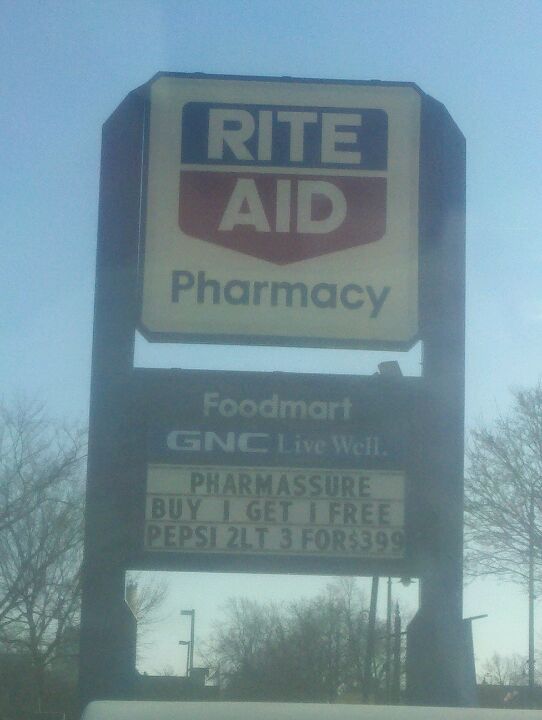 RITE
AID
Pharmacy
Foodmart
GNC Live Well.
PHARMASSURE
BUY 1 GET 1 FREE
PEPSI 2LT 3 FOR$399